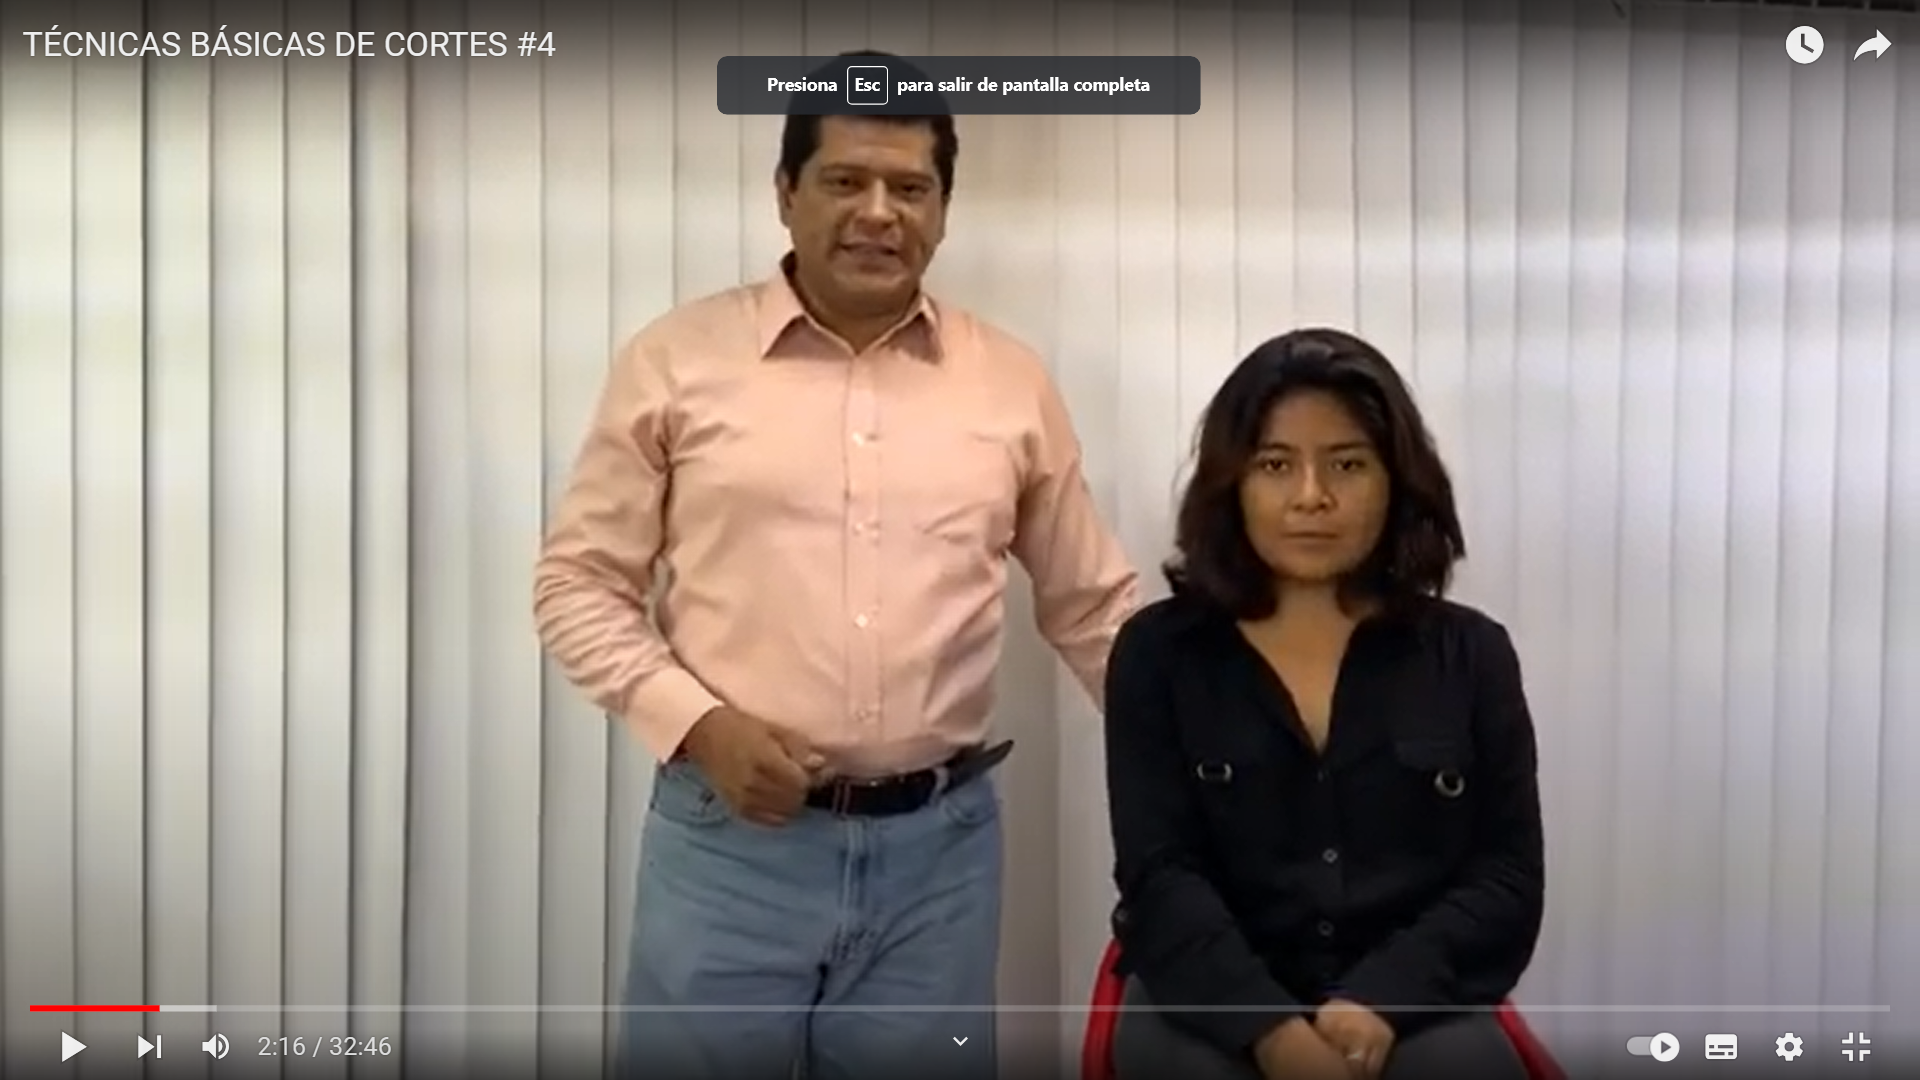 TÉCNICAS BÁSICAS DE CORTES #4
Presiona Esc para salir de pantalla completa
2:16 / 32:46